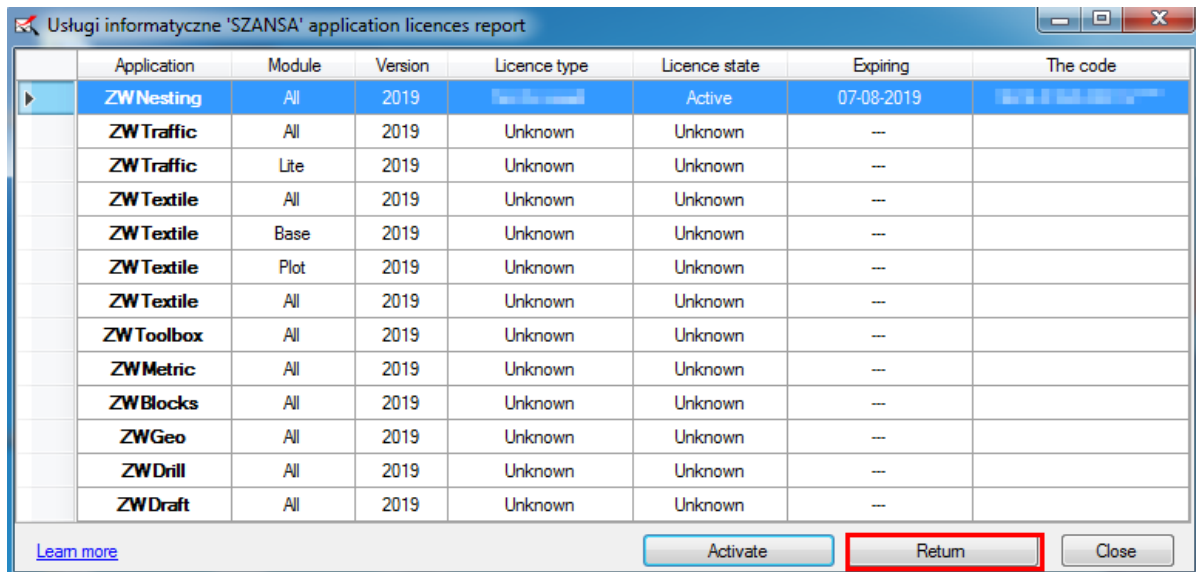 Usługi informatyczne 'SZANSA' application licences report
Application Module Version Licence type Licence state Expiring The code
ZWNesting All 2019 Active 07-08-2019
ZWTraffic All 2019 Unknown Unknown ---
ZWTraffic Lite 2019 Unknown Unknown ---
ZWTextile All 2019 Unknown Unknown ---
ZWTextile Base 2019 Unknown Unknown ---
ZWTextile Plot 2019 Unknown Unknown ---
ZWTextile All 2019 Unknown Unknown ---
ZWToolbox All 2019 Unknown Unknown ---
ZWMetric All 2019 Unknown Unknown ---
ZWBlocks All 2019 Unknown Unknown ---
ZWGeo All 2019 Unknown Unknown ---
ZWDrill All 2019 Unknown Unknown ---
ZWDraft All 2019 Unknown Unknown ---
Learn more Activate Return Close